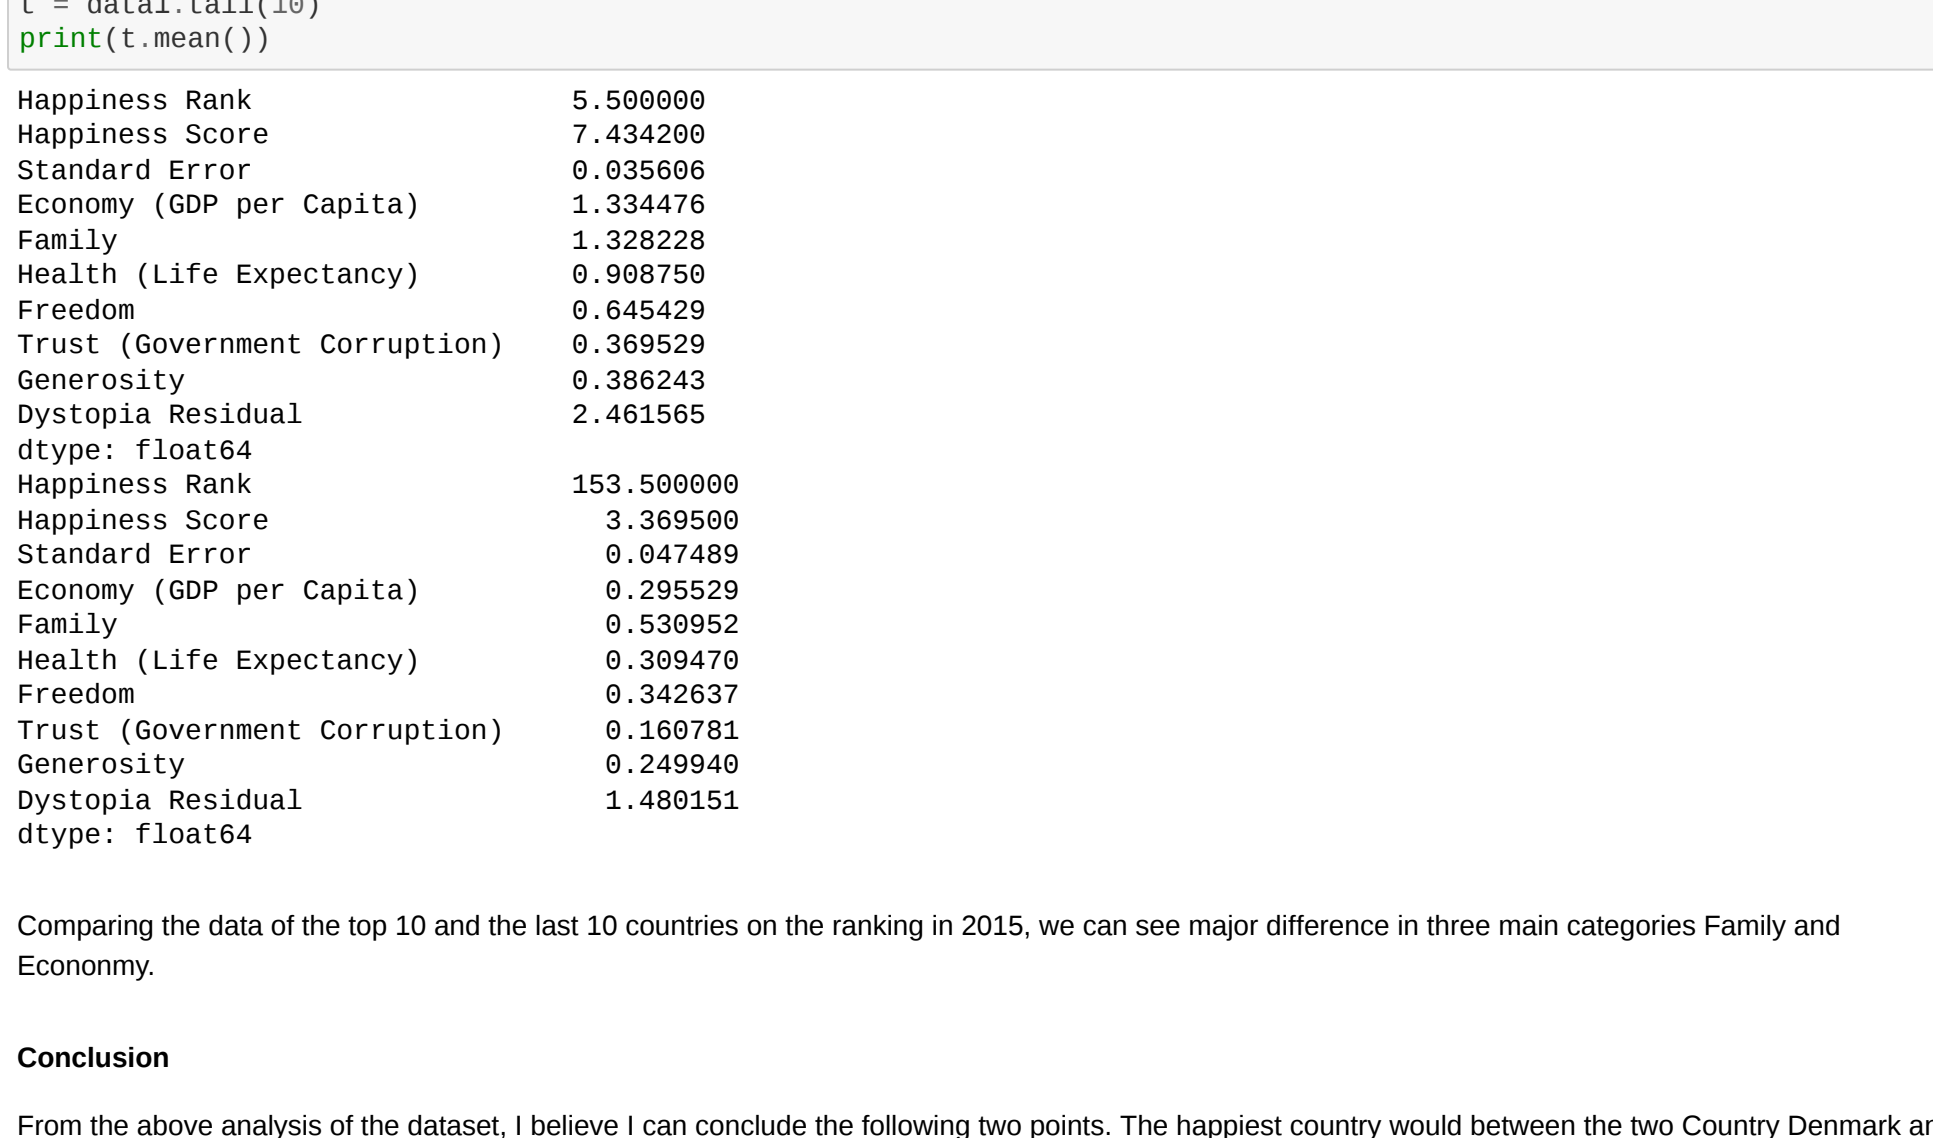 t = data1.tail(10)
print(t.mean())
Happiness Rank                   5.500000
Happiness Score                  7.434200
Standard Error                   0.035606
Economy (GDP per Capita)         1.334476
Family                           1.328228
Health (Life Expectancy)         0.908750
Freedom                          0.645429
Trust (Government Corruption)    0.369529
Generosity                       0.386243
Dystopia Residual                2.461565
dtype: float64
Happiness Rank                   153.500000
Happiness Score                    3.369500
Standard Error                     0.047489
Economy (GDP per Capita)           0.295529
Family                             0.530952
Health (Life Expectancy)           0.309470
Freedom                            0.342637
Trust (Government Corruption)      0.160781
Generosity                         0.249940
Dystopia Residual                  1.480151
dtype: float64
Comparing the data of the top 10 and the last 10 countries on the ranking in 2015, we can see major difference in three main categories Family and
Econonmy.
Conclusion
From the above analysis of the dataset, I believe I can conclude the following two points. The happiest country would between the two Country Denmark